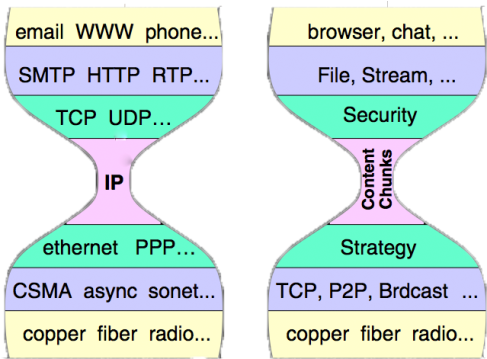 email WWW phone...
SMTP HTTP RTP...
TCP UDP...
IP
ethernet PPP...
CSMA async sonet...
copper fiber radio...
browser, chat, ...
File, Stream, ...
Security
Content
Chunks
Strategy
TCP, P2P, Brdcast ...
copper fiber radio...